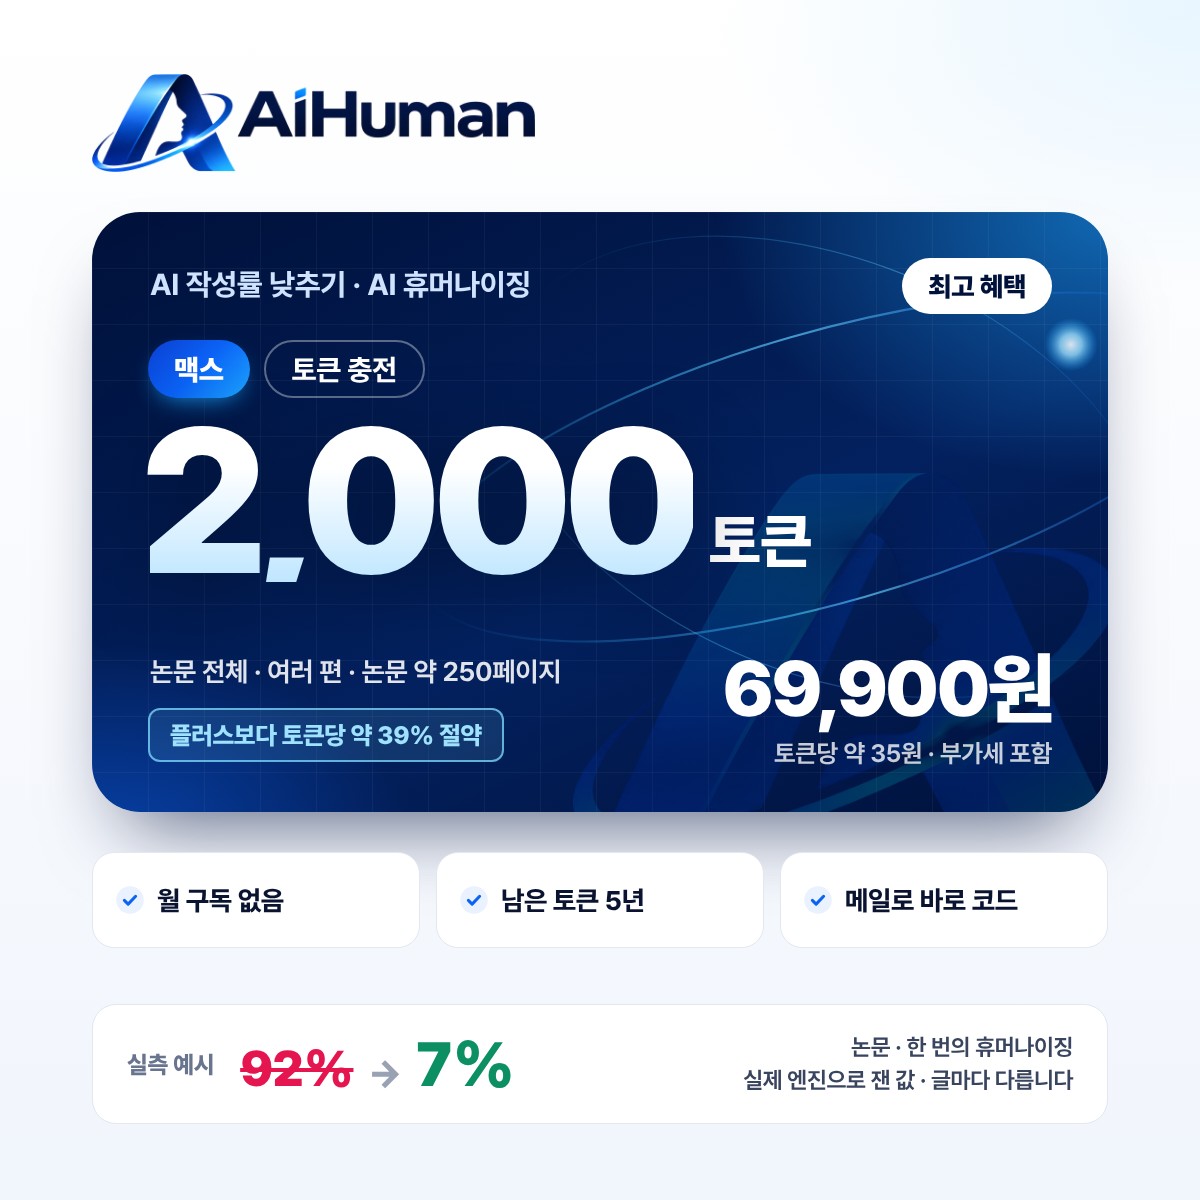 AiHuman
AI 작성률 낮추기 · AI 휴머나이징
최고 혜택
맥스
토큰 충전
2,000 토큰
논문 전체 · 여러 편 · 논문 약 250페이지
플러스보다 토큰당 약 39% 절약
69,900원
토큰당 약 35원 · 부가세 포함
월 구독 없음
남은 토큰 5년
메일로 바로 코드
실측 예시 92% → 7%
논문 · 한 번의 휴머나이징
실제 엔진으로 잰 값 · 글마다 다릅니다